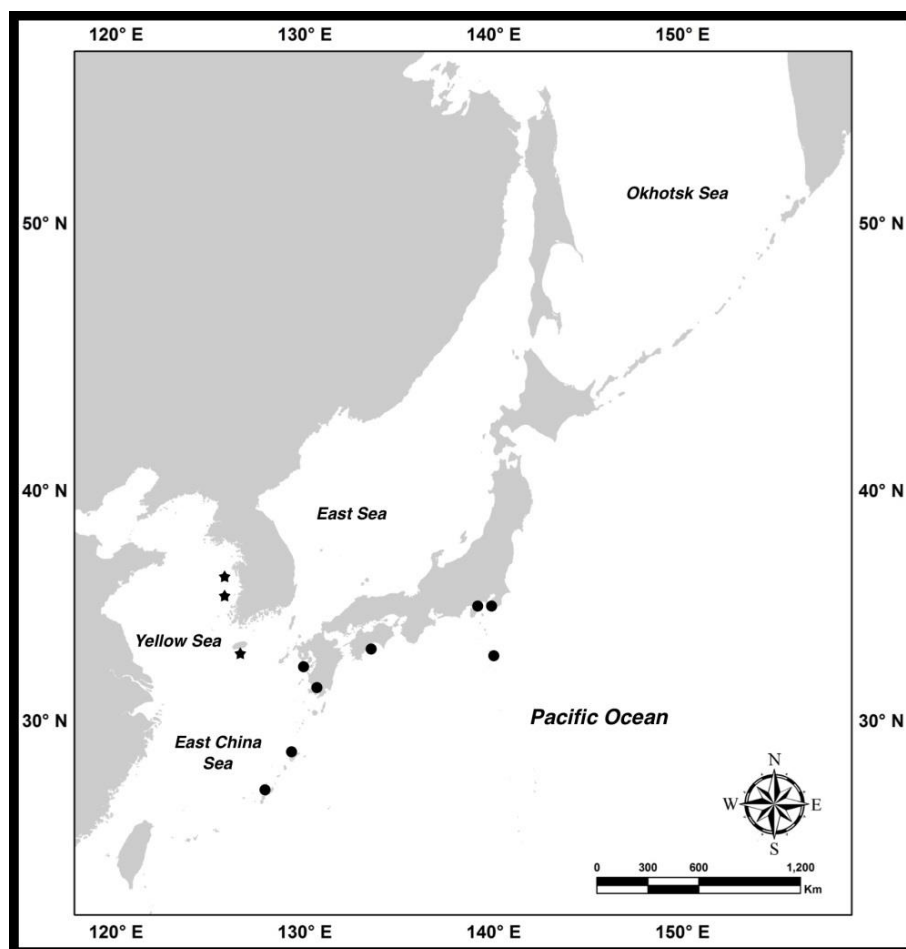 120° E 130° E 140° E 150° E
Okhotsk Sea
50° N 50° N
40° N 40° N
East Sea
Yellow Sea
Pacific Ocean
30° N 30° N
East China
Sea
N
W E
S
0 300 600 1,200
Km
120° E 130° E 140° E 150° E